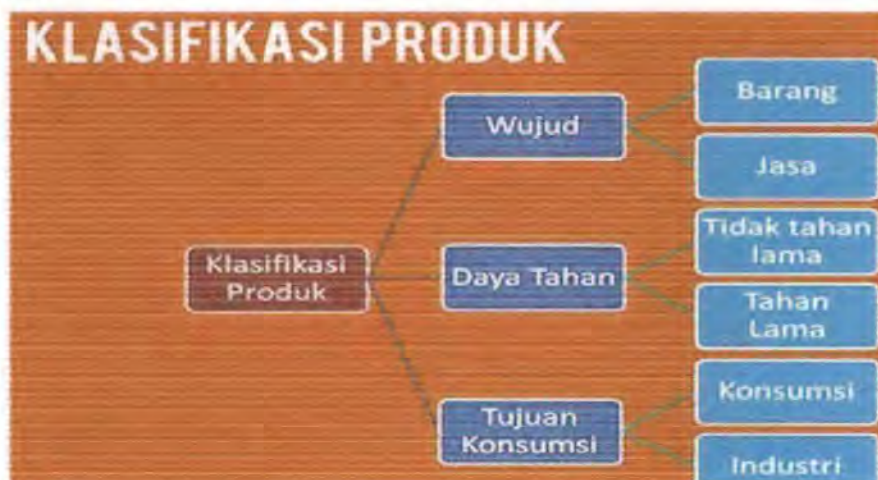 KLASIFIKASI PRODUK
Klasifikasi
Produk
Wujud
Barang
Jasa
Daya Tahan
Tidak tahan
lama
Tahan
Lama
Tujuan
Konsumsi
Konsumsi
Industri